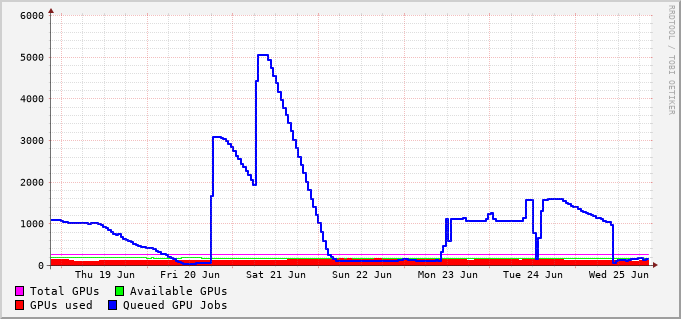 6000
5000
4000
3000
2000
1000
0
Thu 19 Jun Fri 20 Jun Sat 21 Jun Sun 22 Jun Mon 23 Jun Tue 24 Jun Wed 25 Jun
Total GPUs Available GPUs
GPUs used Queued GPU Jobs
RRDTOOL / TOBI OETIKER